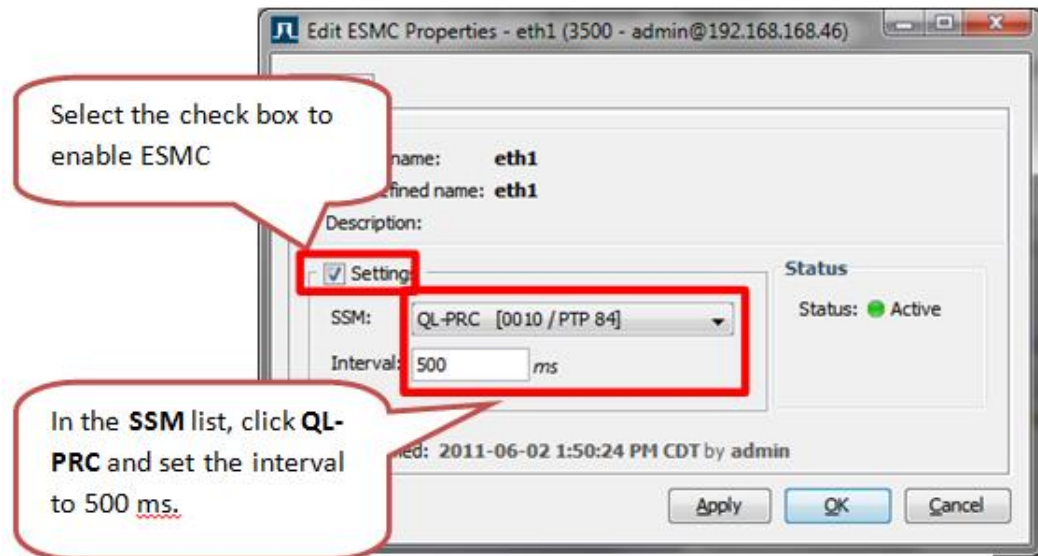 Edit ESMC Properties - eth1 (3500 - admin@192.168.168.46)
Select the check box to
enable ESMC
name: eth1
fined name: eth1
Description:
Setting
SSM: QL-PRC [0010 / PTP 84]
Interval: 500 ms
Status
Status: Active
In the SSM list, click QL-
PRC and set the interval
to 500 ms.
ed: 2011-06-02 1:50:24 PM CDT by admin
Apply
OK
Cancel